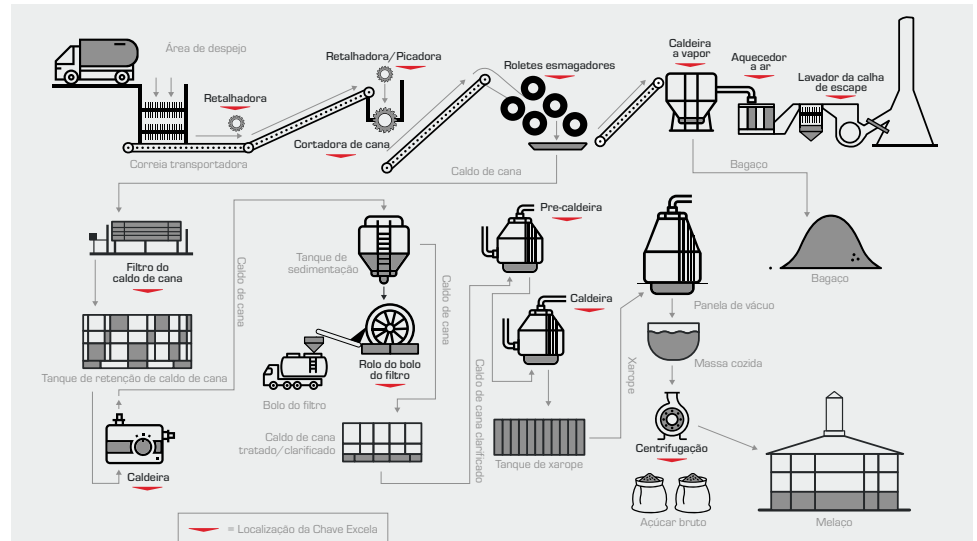 Área de despejo
Retalhadora
Correia transportadora
Retalhadora/Picadora
Cortadora de cana
Roletes esmagadores
Caldo de cana
Caldeira
a vapor
Aquecedor
a ar
Lavador da calha
de escape
Bagaço
Bagaço
Filtro do
caldo de cana
Tanque de retenção de caldo de cana
Caldeira
Caldo de cana
Tanque de
sedimentação
Caldo de cana
Rolo do bolo
do filtro
Bolo do filtro
Caldo de cana
tratado/clarificado
Caldo de cana clarificado
Pre-caldeira
Caldeira
Tanque de xarope
Xarope
Panela de vácuo
Massa cozida
Centrifugação
Açúcar bruto
Melaço
= Localização da Chave Excela